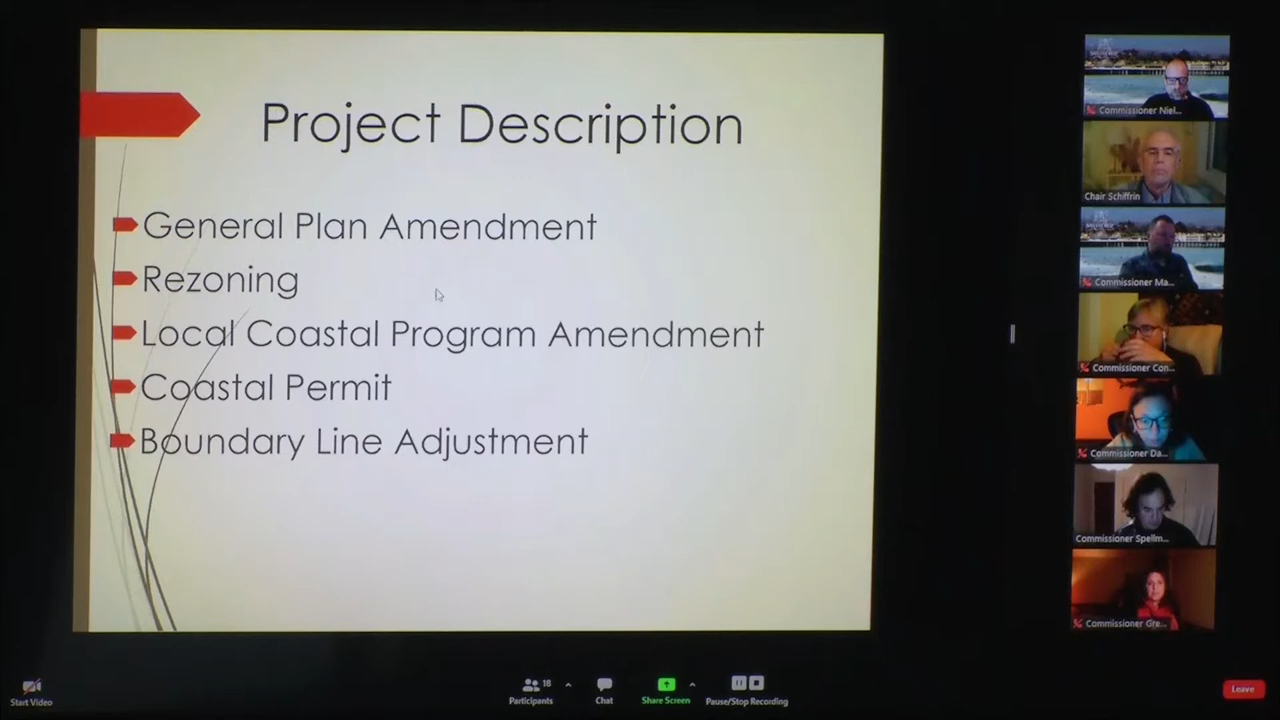 Project Description
General Plan Amendment
Rezoning
Local Coastal Program Amendment
Coastal Permit
Boundary Line Adjustment
Commissioner Niel...
Chair Schiffrin
Commissioner Ma...
Commissioner Con...
Commissioner Da...
Commissioner Spellm...
Commissioner Gre...
Start Video
Participants
18
Chat
Share Screen
Pause/Stop Recording
Leave